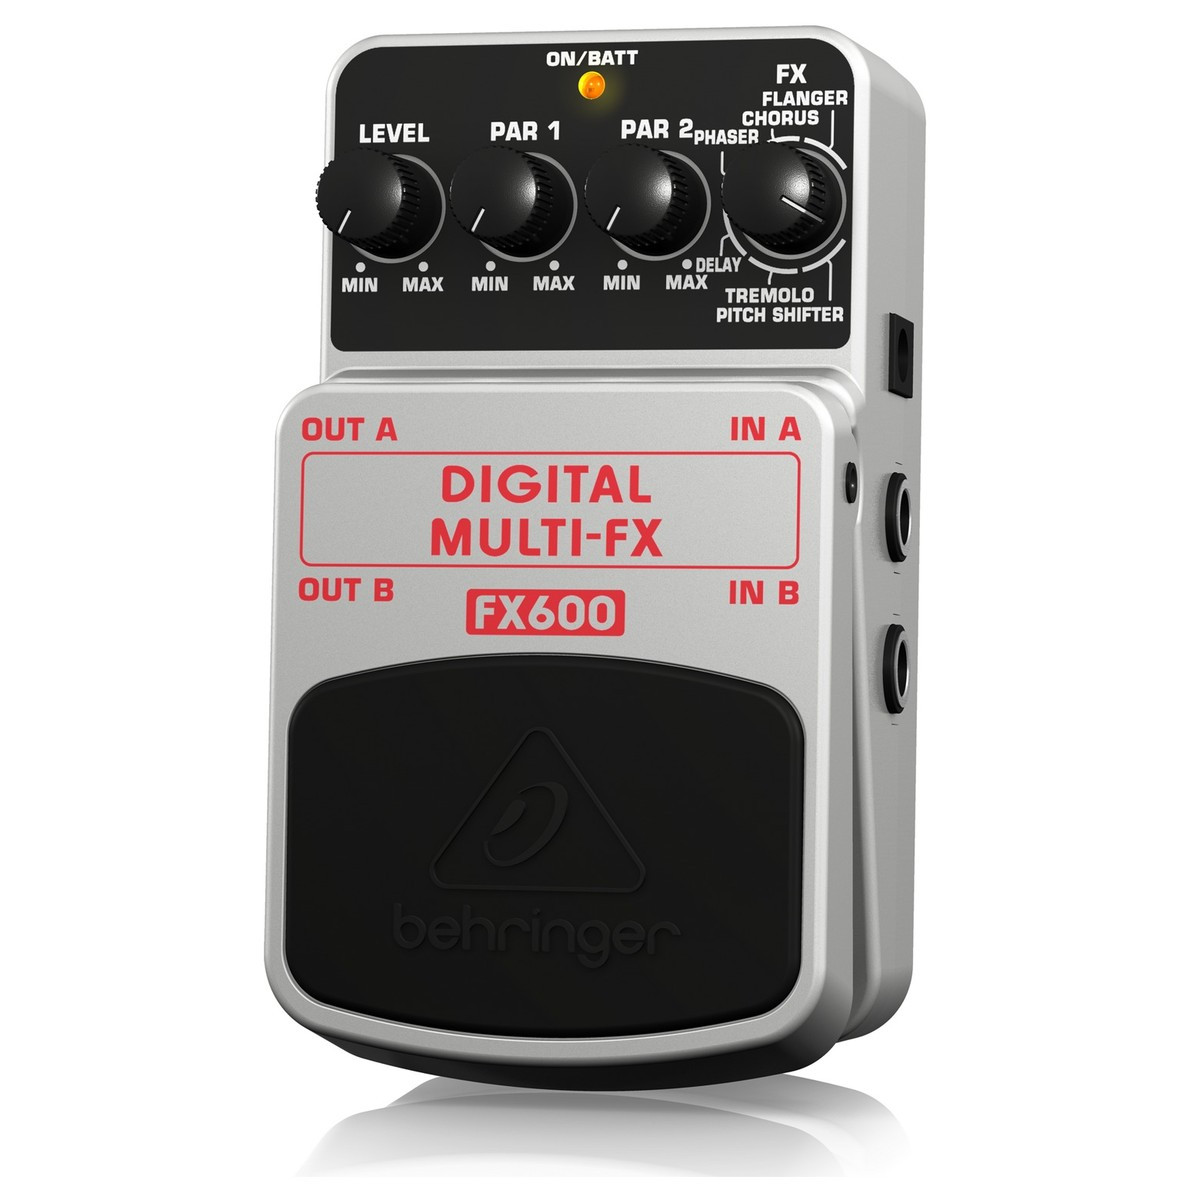 ON/BATT
FX
FLANGER
CHORUS
PHASER
LEVEL
PAR 1
PAR 2
MIN
MAX
MIN
MAX
MIN
MAX
DELAY
TREMOLO
PITCH SHIFTER
OUT A
IN A
DIGITAL
MULTI-FX
OUT B
IN B
FX600
behringer